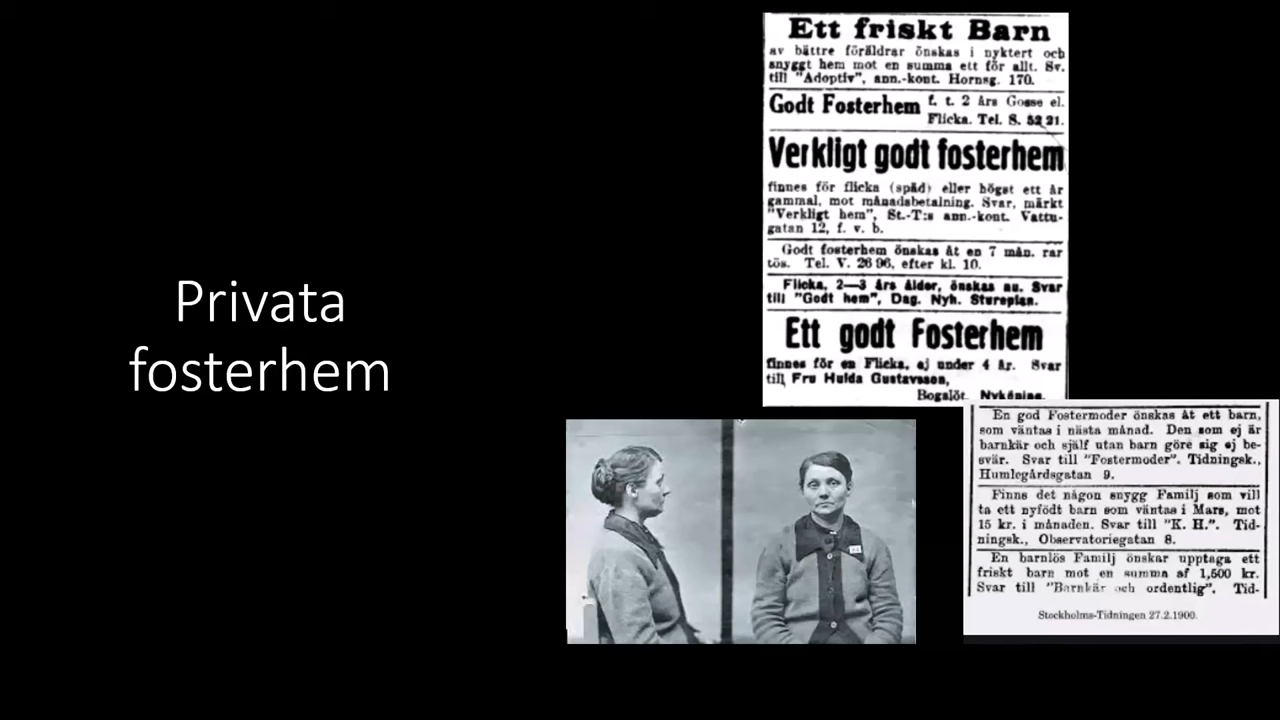 Privata
fosterhem
Ett friskt Barn
av bättre föräldrar önskas i nyktert och
snyggt hem mot en summa ett för allt. Sv.
till "Adoptiv", ann.-kont. Hornsg. 170.
Godt Fosterhem f. t. 2 års Gosse el.
Flicka. Tel. S. 52 21.
Verkligt godt fosterhem
finnes för flicka (späd) eller högst ett år
gammal, mot månadsbetalning. Svar, märkt
"Verkligt hem", St.-T:s ann.-kont. Vattu-
gatan 12, f. v. b.
Godt fosterhem önskas åt en 7 mån. rar
tös. Tel. V. 26 96, efter kl. 10.
Flicka, 2—3 års ålder, önskas nu. Svar
till "Godt hem", Dag. Nyh. Stureplan.
Ett godt Fosterhem
finnes för en Flicka, ej under 4 år. Svar
till Fru Hulda Gustavsson,
Bogslöt, Nyköping.
En god Fostermoder önskas åt ett barn,
som väntas i nästa månad. Den som ej är
barnkär och själf utan barn göre sig ej be-
svär. Svar till "Fostermoder". Tidningsk.,
Humlegårdsgatan 9.
Finns det någon snygg Familj som vill
ta ett nyfödt barn som väntas i Mars, mot
15 kr. i månaden. Svar till "K. H.". Tid-
ningsk., Observatoriegatan 8.
En barnlös Familj önskar upptaga ett
friskt barn mot en summa af 1,500 kr.
Svar till "Barnkär och ordentlig". Tid-
Stockholms-Tidningen 27.2.1900.